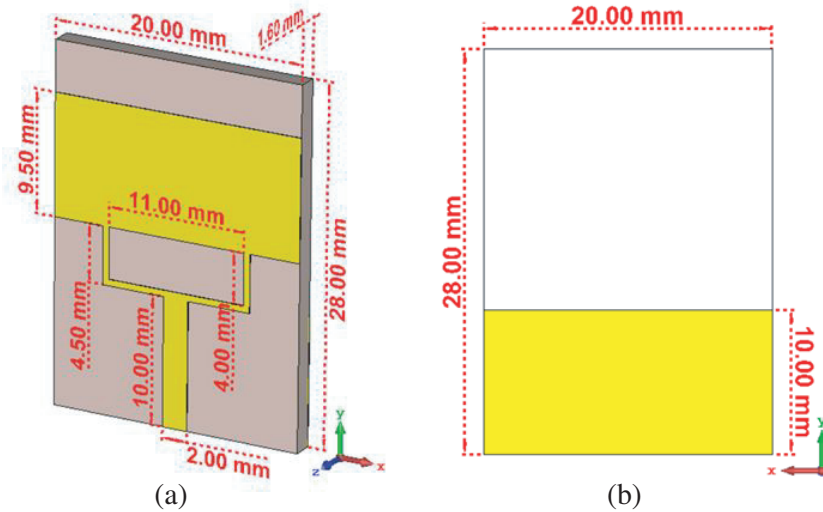 20.00 mm
1.60 mm
9.50 mm
11.00 mm
28.00 mm
4.50 mm
10.00 mm
4.00 mm
2.00 mm
y
z
x
(a)
20.00 mm
28.00 mm
10.00 mm
y
x
(b)